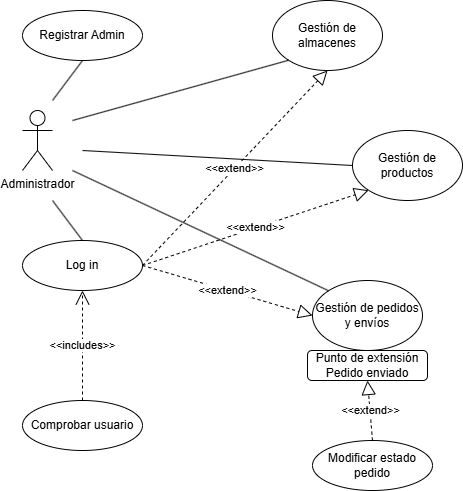 Registrar Admin
Gestión de
almacenes
Administrador
<<extend>>
Gestión de
productos
<<extend>>
Log in
<<extend>>
Gestión de pedidos
y envíos
<<includes>>
Punto de extensión
Pedido enviado
<<extend>>
Comprobar usuario
Modificar estado
pedido